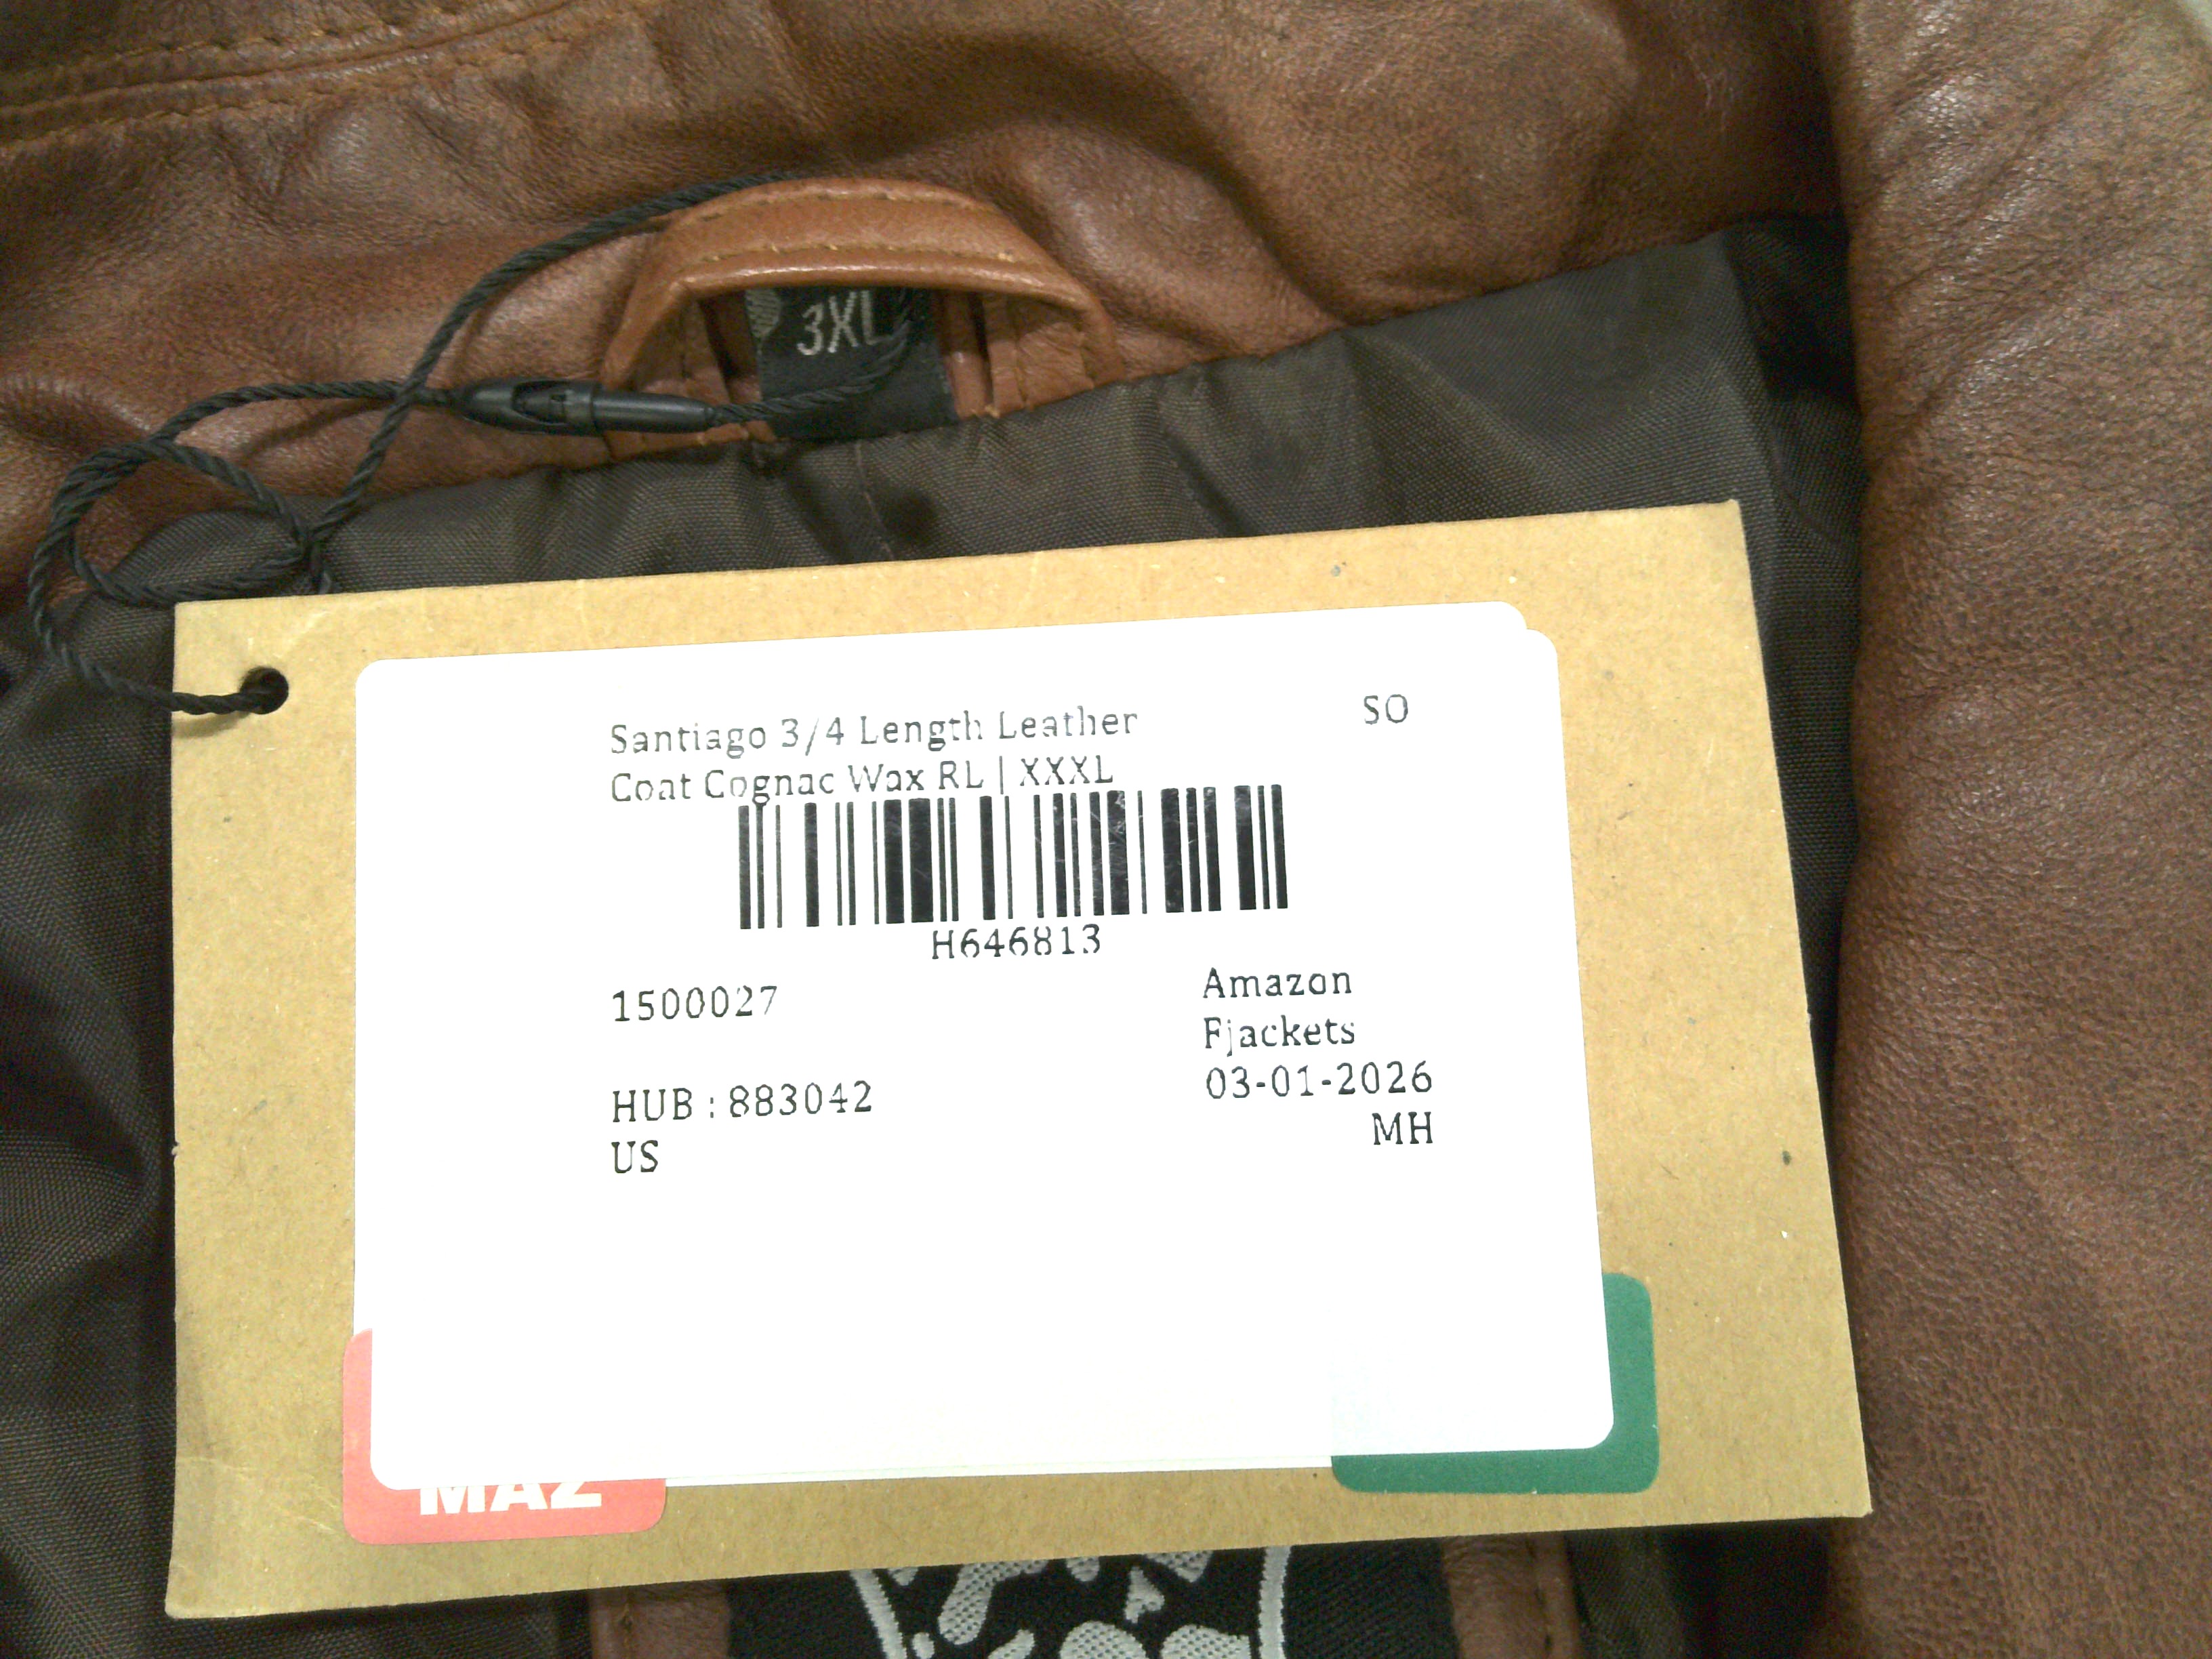 3XL
Santiago 3/4 Length Leather
Coat Cognac Wax RL | XXXL
SO
H646813
1500027
Amazon
Fjackets
HUB : 883042
03-01-2026
US
MH
MAZ